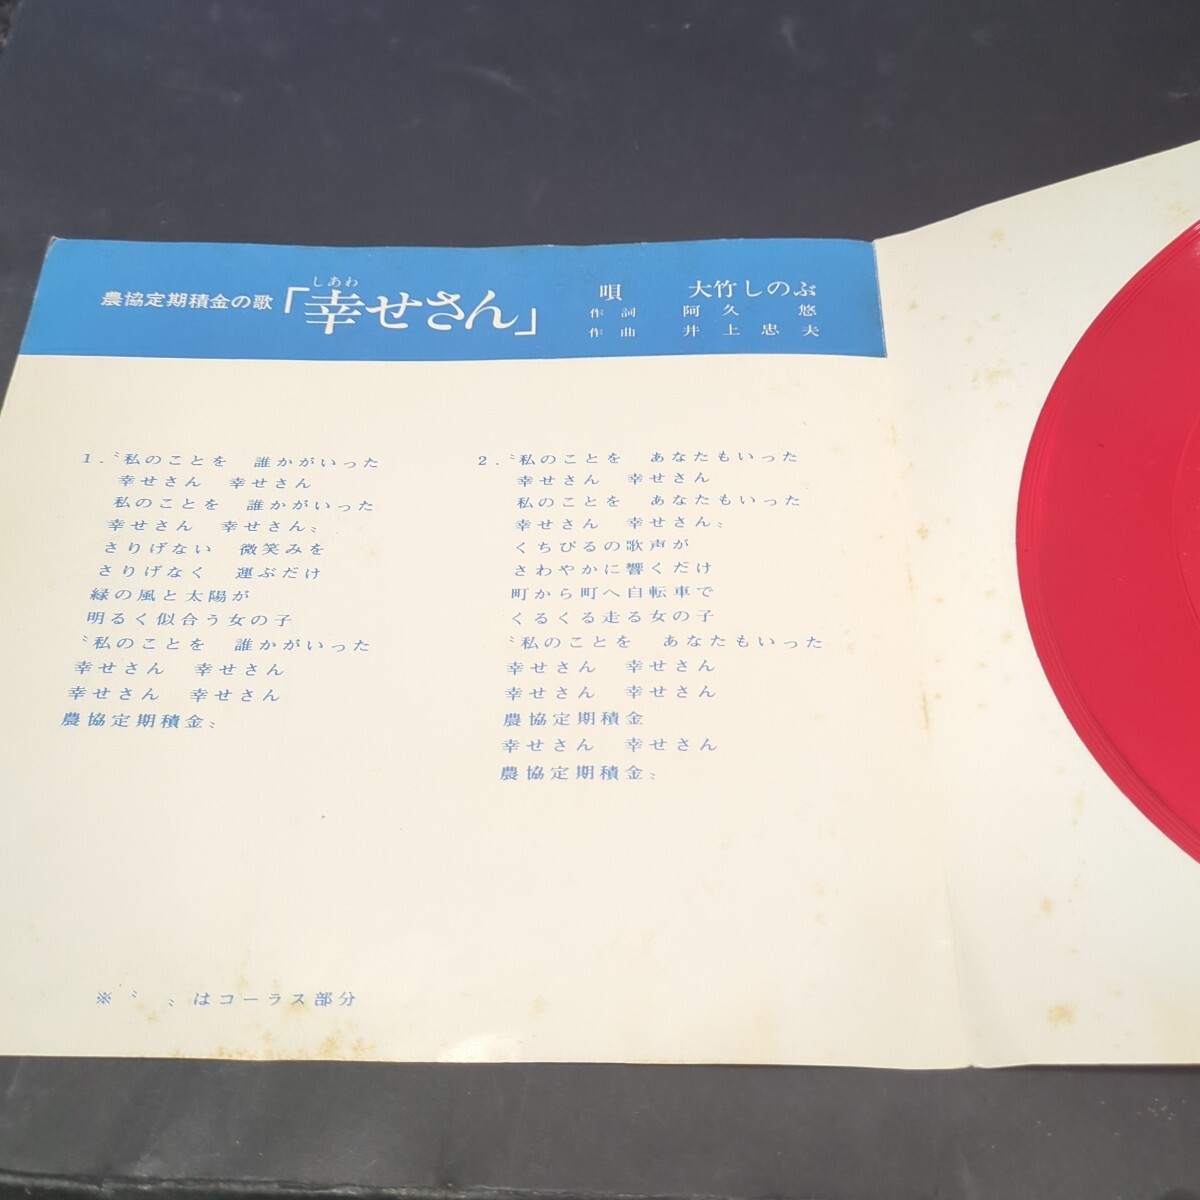 農協定期積金の歌「幸せさん」
しあわ
唄 大竹しのぶ
作詞 阿久 悠
作曲 井上忠夫
1.〝私のことを 誰かがいった
幸せさん 幸せさん
私のことを 誰かがいった
幸せさん 幸せさん〟
さりげない 微笑みを
さりげなく 運ぶだけ
緑の風と太陽が
明るく似合う女の子
〝私のことを 誰かがいった
幸せさん 幸せさん
幸せさん 幸せさん
農協定期積金〟
2.〝私のことを あなたもいった
幸せさん 幸せさん
私のことを あなたもいった
幸せさん 幸せさん〟
くちびるの歌声が
さわやかに響くだけ
町から町へ自転車で
くるくる走る女の子
〝私のことを あなたもいった
幸せさん 幸せさん
幸せさん 幸せさん
農協定期積金
幸せさん 幸せさん
農協定期積金〟
※〝 〟はコーラス部分